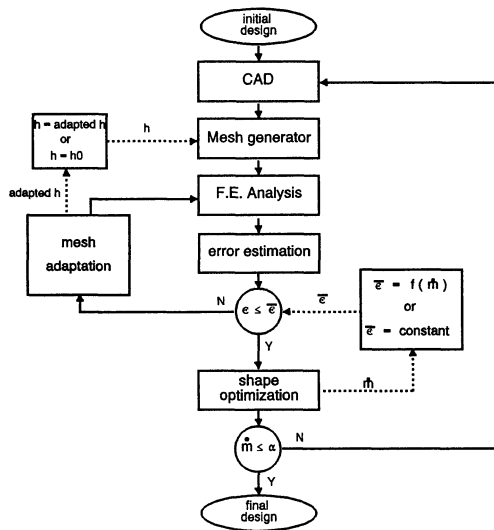 initial
design
CAD
h = adapted h
or
h = h0
h
Mesh generator
adapted h
F.E. Analysis
mesh
adaptation
error estimation
N
e ≤ e̅
e̅
e̅ = f ( ṁ )
or
e̅ = constant
Y
shape
optimization
ṁ
ṁ ≤ α
N
Y
final
design